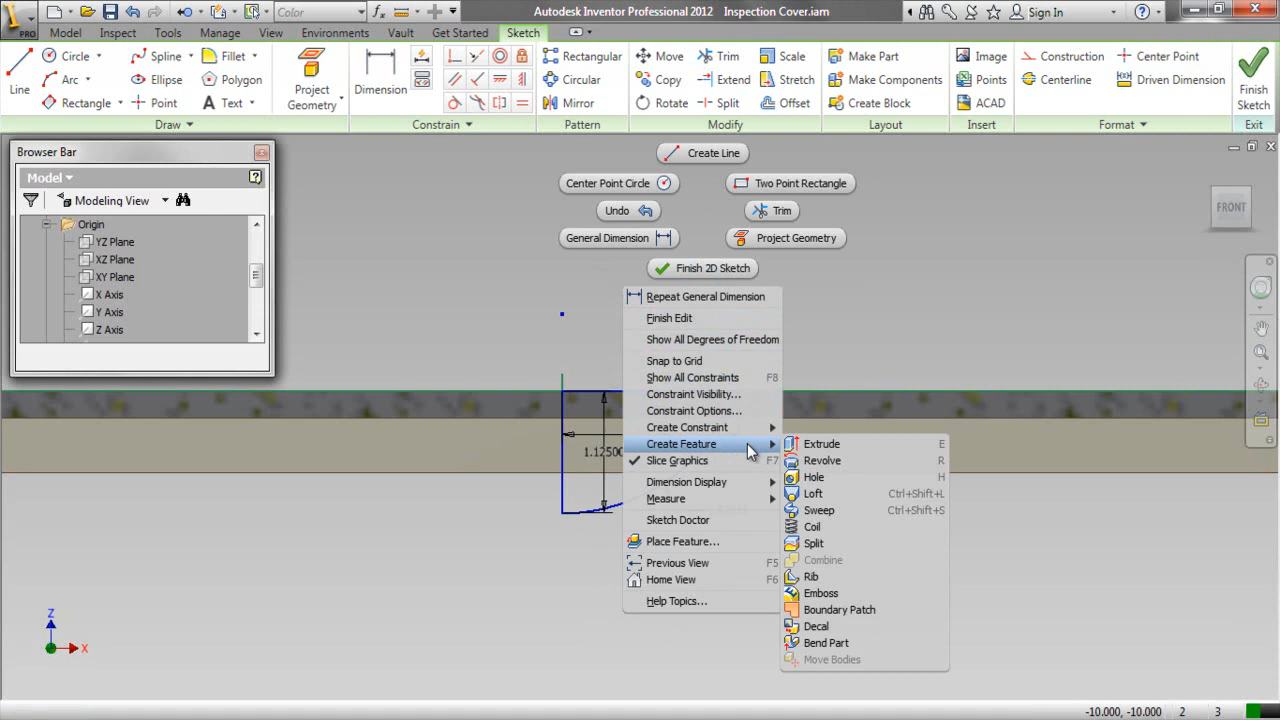 Color Autodesk Inventor Professional 2012 Inspection Cover.iam Sign In
PRO Model Inspect Tools Manage View Environments Vault Get Started Sketch
Line Circle Spline Fillet
Arc Ellipse Polygon
Rectangle Point Text
Draw
Project
Geometry
Dimension
Constrain
Rectangular
Circular
Mirror
Pattern
Move Trim Scale
Copy Extend Stretch
Rotate Split Offset
Modify
Make Part
Make Components
Create Block
Layout
Image
Points
ACAD
Insert
Construction Center Point
Centerline Driven Dimension
Format
Finish
Sketch
Exit
Browser Bar
Model
Modeling View
Origin
YZ Plane
XZ Plane
XY Plane
X Axis
Y Axis
Z Axis
Create Line
Center Point Circle Two Point Rectangle
Undo Trim
General Dimension Project Geometry
Finish 2D Sketch
FRONT
Repeat General Dimension
Finish Edit
Show All Degrees of Freedom
Snap to Grid
Show All Constraints F8
Constraint Visibility...
Constraint Options...
Create Constraint
Create Feature
Slice Graphics F7
Dimension Display
Measure
Sketch Doctor
Place Feature...
Previous View F5
Home View F6
Help Topics...
Extrude E
Revolve R
Hole H
Loft Ctrl+Shift+L
Sweep Ctrl+Shift+S
Coil
Split
Combine
Rib
Emboss
Boundary Patch
Decal
Bend Part
Move Bodies
1.12500
Z
X
-10.000, -10.000 2 3